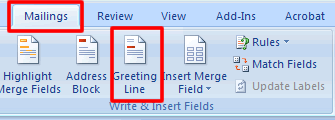 Mailings Review View Add-Ins Acrobat
Highlight Merge Fields
Address Block
Greeting Line
Insert Merge Field
Rules
Match Fields
Update Labels
Write & Insert Fields